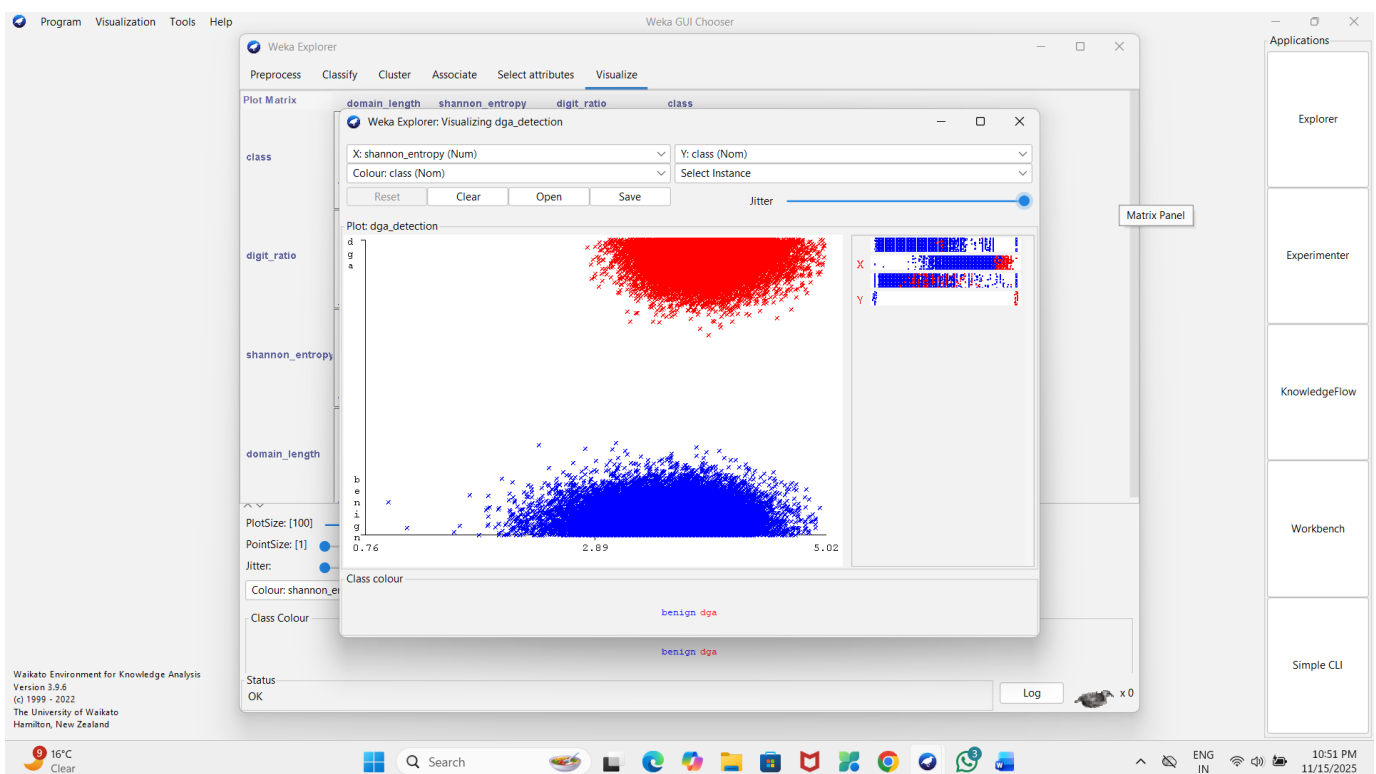 Program Visualization Tools Help
Weka GUI Chooser
Weka Explorer
Preprocess Classify Cluster Associate Select attributes Visualize
Plot Matrix domain_length shannon_entropy digit_ratio class
class
digit_ratio
shannon_entropy
domain_length
Weka Explorer: Visualizing dga_detection
X: shannon_entropy (Num)
Y: class (Nom)
Colour: class (Nom)
Select Instance
Reset Clear Open Save
Jitter
Plot: dga_detection
dga
benign
0.76 2.89 5.02
X
Y
Class colour
benign dga
PlotSize: [100]
PointSize: [1]
Jitter:
Colour: shannon_en
Class Colour
benign dga
Status
OK
Log
x 0
Matrix Panel
Applications
Explorer
Experimenter
KnowledgeFlow
Workbench
Simple CLI
Waikato Environment for Knowledge Analysis
Version 3.9.6
(c) 1999 - 2022
The University of Waikato
Hamilton, New Zealand
9
16°C
Clear
Search
3
ENG
IN
10:51 PM
11/15/2025